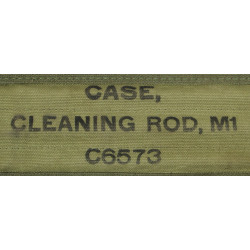 CASE,
CLEANING ROD, M1
C6573